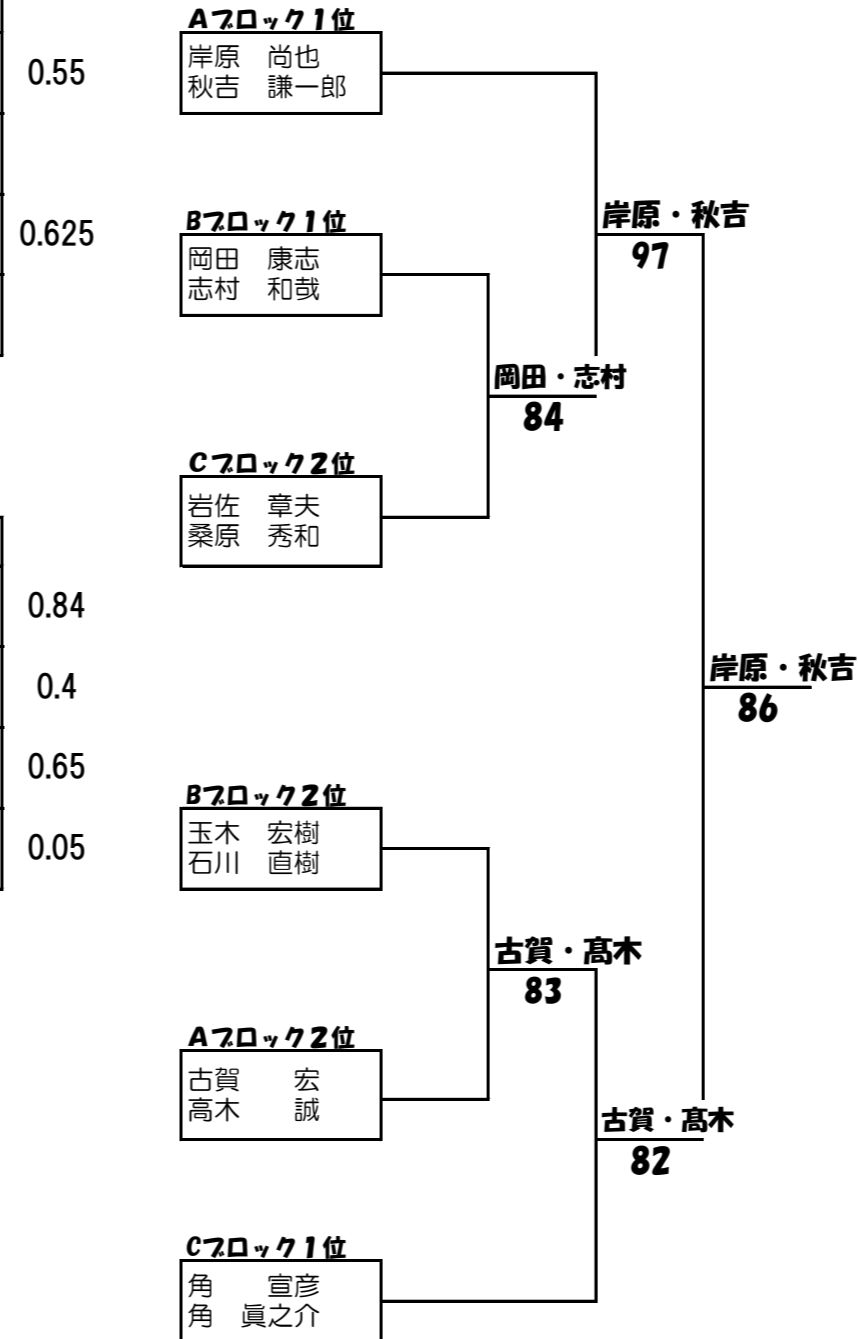 Aブロック1位
岸原　尚也
秋吉　謙一郎
0.55
Bブロック1位
岡田　康志
志村　和哉
0.625
岸原・秋吉
97
岡田・志村
84
Cブロック2位
岩佐　章夫
桑原　秀和
0.84
0.4
0.65
0.05
岸原・秋吉
86
Bブロック2位
玉木　宏樹
石川　直樹
古賀・髙木
83
Aブロック2位
古賀　　宏
高木　　誠
古賀・髙木
82
Cブロック1位
角　　宣彦
角　眞之介